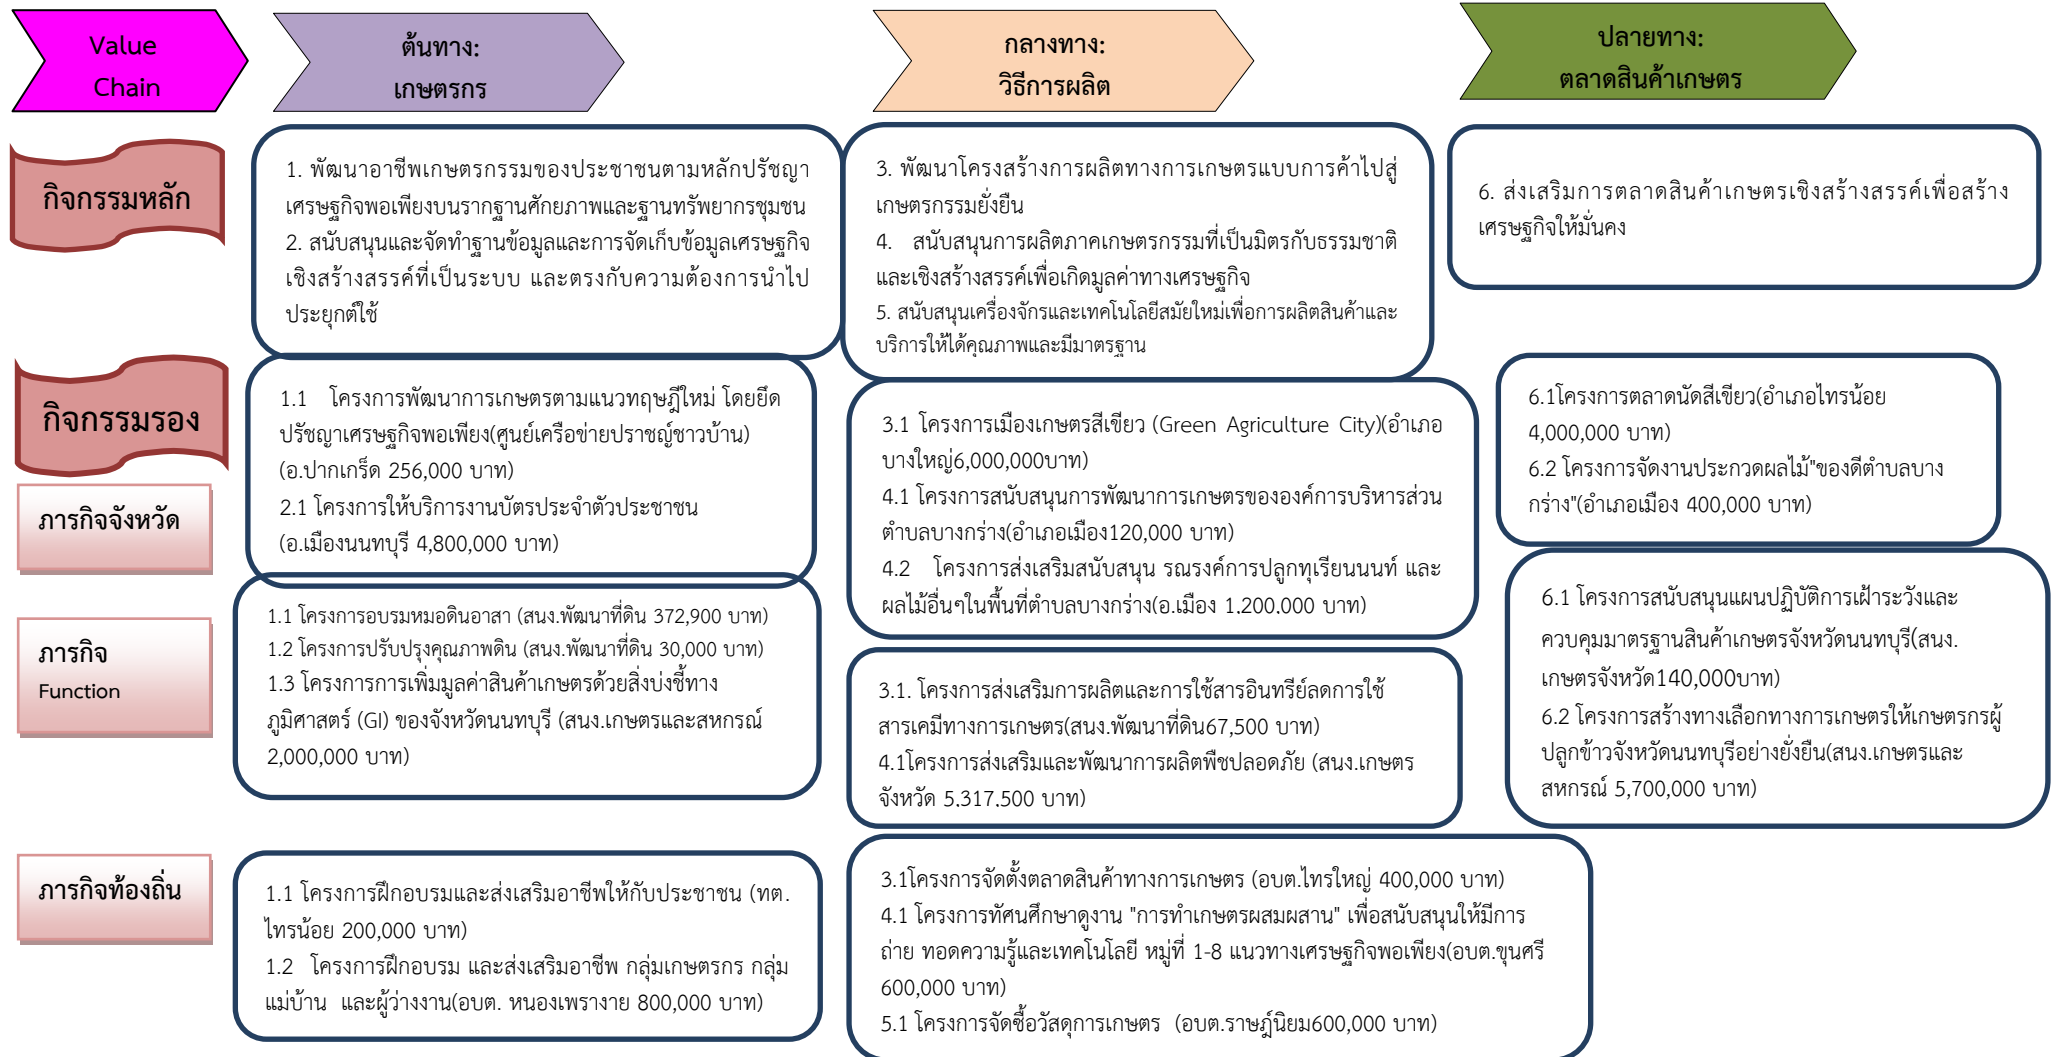 Value
Chain
ต้นทาง:
เกษตรกร
กลางทาง:
วิธีการผลิต
ปลายทาง:
ตลาดสินค้าเกษตร
กิจกรรมหลัก
1. พัฒนาอาชีพเกษตรกรรมของประชาชนตามหลักปรัชญา
เศรษฐกิจพอเพียงบนรากฐานศักยภาพและฐานทรัพยากรชุมชน
2. สนับสนุนและจัดทำฐานข้อมูลและการจัดเก็บข้อมูลเศรษฐกิจ
เชิงสร้างสรรค์ที่เป็นระบบ และตรงกับความต้องการนำไป
ประยุกต์ใช้
3. พัฒนาโครงสร้างการผลิตทางการเกษตรแบบการค้าไปสู่
เกษตรกรรมยั่งยืน
4. สนับสนุนการผลิตภาคเกษตรกรรมที่เป็นมิตรกับธรรมชาติ
และเชิงสร้างสรรค์เพื่อเกิดมูลค่าทางเศรษฐกิจ
5. สนับสนุนเครื่องจักรและเทคโนโลยีสมัยใหม่เพื่อการผลิตสินค้าและ
บริการให้ได้คุณภาพและมีมาตรฐาน
6. ส่งเสริมการตลาดสินค้าเกษตรเชิงสร้างสรรค์เพื่อสร้าง
เศรษฐกิจให้มั่นคง
กิจกรรมรอง
ภารกิจจังหวัด
1.1 โครงการพัฒนาการเกษตรตามแนวทฤษฎีใหม่ โดยยึด
ปรัชญาเศรษฐกิจพอเพียง(ศูนย์เครือข่ายปราชญ์ชาวบ้าน)
(อ.ปากเกร็ด 256,000 บาท)
2.1 โครงการให้บริการงานบัตรประจำตัวประชาชน
(อ.เมืองนนทบุรี 4,800,000 บาท)
3.1 โครงการเมืองเกษตรสีเขียว (Green Agriculture City)(อำเภอ
บางใหญ่6,000,000บาท)
4.1 โครงการสนับสนุนการพัฒนาการเกษตรขององค์การบริหารส่วน
ตำบลบางกร่าง(อำเภอเมือง120,000 บาท)
4.2 โครงการส่งเสริมสนับสนุน รณรงค์การปลูกทุเรียนนนท์ และ
ผลไม้อื่นๆในพื้นที่ตำบลบางกร่าง(อ.เมือง 1,200,000 บาท)
6.1โครงการตลาดนัดสีเขียว(อำเภอไทรน้อย
4,000,000 บาท)
6.2 โครงการจัดงานประกวดผลไม้"ของดีตำบลบาง
กร่าง"(อำเภอเมือง 400,000 บาท)
ภารกิจ
Function
1.1 โครงการอบรมหมอดินอาสา (สนง.พัฒนาที่ดิน 372,900 บาท)
1.2 โครงการปรับปรุงคุณภาพดิน (สนง.พัฒนาที่ดิน 30,000 บาท)
1.3 โครงการการเพิ่มมูลค่าสินค้าเกษตรด้วยสิ่งบ่งชี้ทาง
ภูมิศาสตร์ (GI) ของจังหวัดนนทบุรี (สนง.เกษตรและสหกรณ์
2,000,000 บาท)
3.1. โครงการส่งเสริมการผลิตและการใช้สารอินทรีย์ลดการใช้
สารเคมีทางการเกษตร(สนง.พัฒนาที่ดิน67,500 บาท)
4.1โครงการส่งเสริมและพัฒนาการผลิตพืชปลอดภัย (สนง.เกษตร
จังหวัด 5,317,500 บาท)
6.1 โครงการสนับสนุนแผนปฏิบัติการเฝ้าระวังและ
ควบคุมมาตรฐานสินค้าเกษตรจังหวัดนนทบุรี(สนง.
เกษตรจังหวัด140,000บาท)
6.2 โครงการสร้างทางเลือกทางการเกษตรให้เกษตรกรผู้
ปลูกข้าวจังหวัดนนทบุรีอย่างยั่งยืน(สนง.เกษตรและ
สหกรณ์ 5,700,000 บาท)
ภารกิจท้องถิ่น
1.1 โครงการฝึกอบรมและส่งเสริมอาชีพให้กับประชาชน (ทต.
ไทรน้อย 200,000 บาท)
1.2 โครงการฝึกอบรม และส่งเสริมอาชีพ กลุ่มเกษตรกร กลุ่ม
แม่บ้าน และผู้ว่างงาน(อบต. หนองเพรางาย 800,000 บาท)
3.1โครงการจัดตั้งตลาดสินค้าทางการเกษตร (อบต.ไทรใหญ่ 400,000 บาท)
4.1 โครงการทัศนศึกษาดูงาน "การทำเกษตรผสมผสาน" เพื่อสนับสนุนให้มีการ
ถ่าย ทอดความรู้และเทคโนโลยี หมู่ที่ 1-8 แนวทางเศรษฐกิจพอเพียง(อบต.ขุนศรี
600,000 บาท)
5.1 โครงการจัดซื้อวัสดุการเกษตร (อบต.ราษฎ์นิยม600,000 บาท)